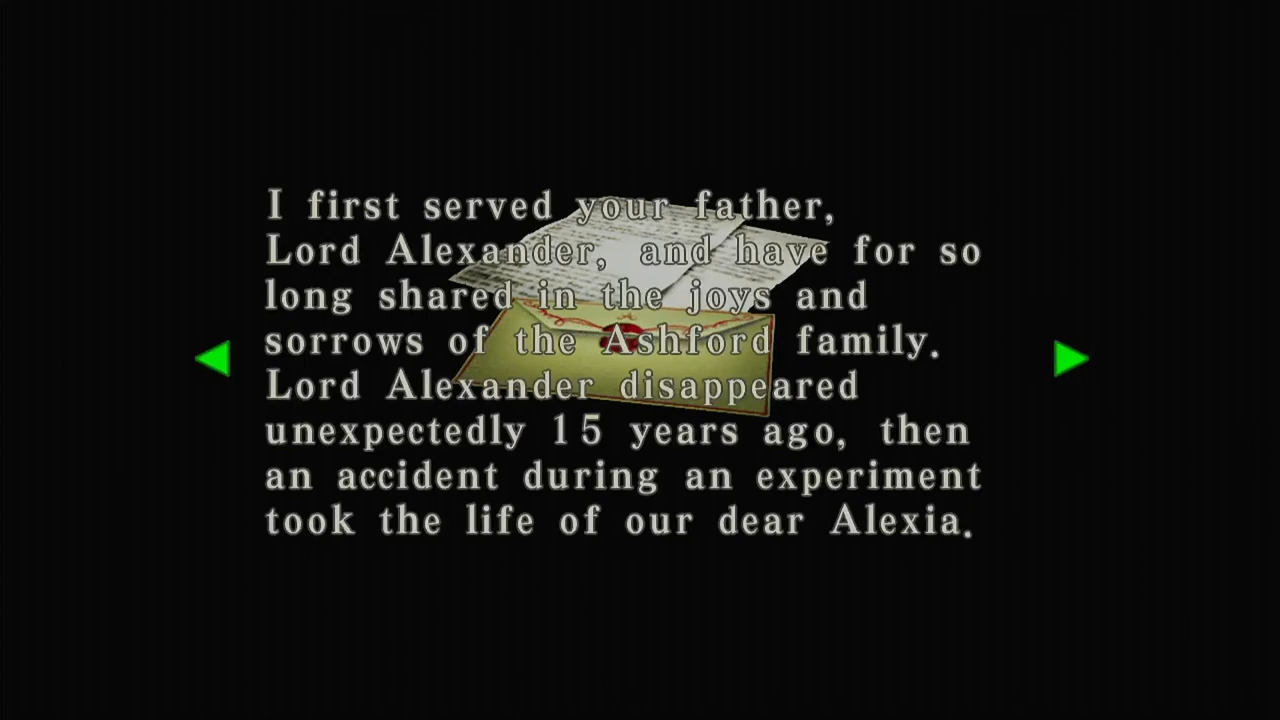 I first served your father,
Lord Alexander, and have for so
long shared in the joys and
sorrows of the Ashford family.
Lord Alexander disappeared
unexpectedly 15 years ago, then
an accident during an experiment
took the life of our dear Alexia.